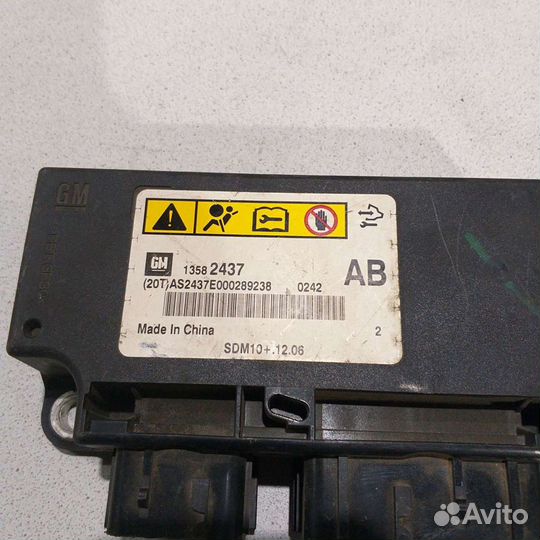 GM
GM 1358 2437 AB
(20T)AS2437E000289238 0242
Made In China 2
SDM10+.12.06
Avito